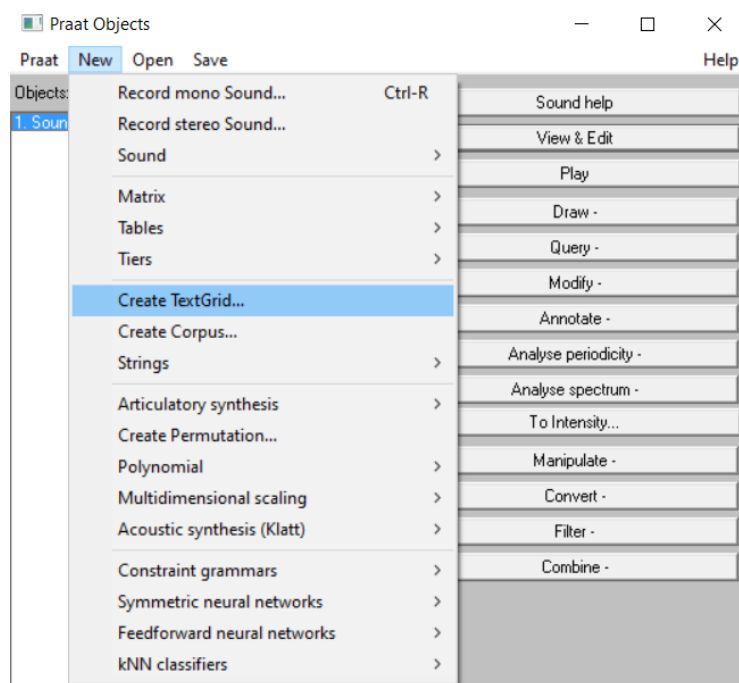 Praat Objects
Praat New Open Save Help
Objects:
1. Soun
Record mono Sound... Ctrl-R
Record stereo Sound...
Sound
Matrix
Tables
Tiers
Create TextGrid...
Create Corpus...
Strings
Articulatory synthesis
Create Permutation...
Polynomial
Multidimensional scaling
Acoustic synthesis (Klatt)
Constraint grammars
Symmetric neural networks
Feedforward neural networks
kNN classifiers
Sound help
View & Edit
Play
Draw -
Query -
Modify -
Annotate -
Analyse periodicity -
Analyse spectrum -
To Intensity...
Manipulate -
Convert -
Filter -
Combine -